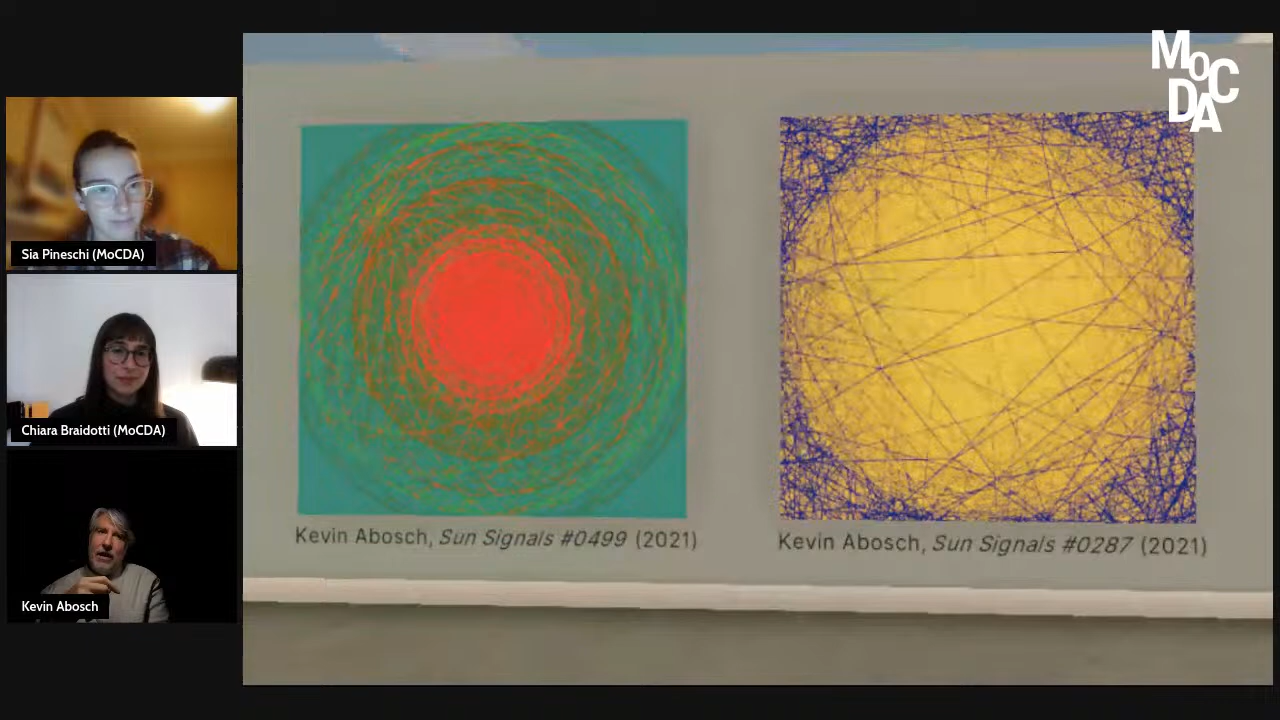 MoCDA
Sia Pineschi (MoCDA)
Chiara Braidotti (MoCDA)
Kevin Abosch
Kevin Abosch, Sun Signals #0499 (2021)
Kevin Abosch, Sun Signals #0287 (2021)